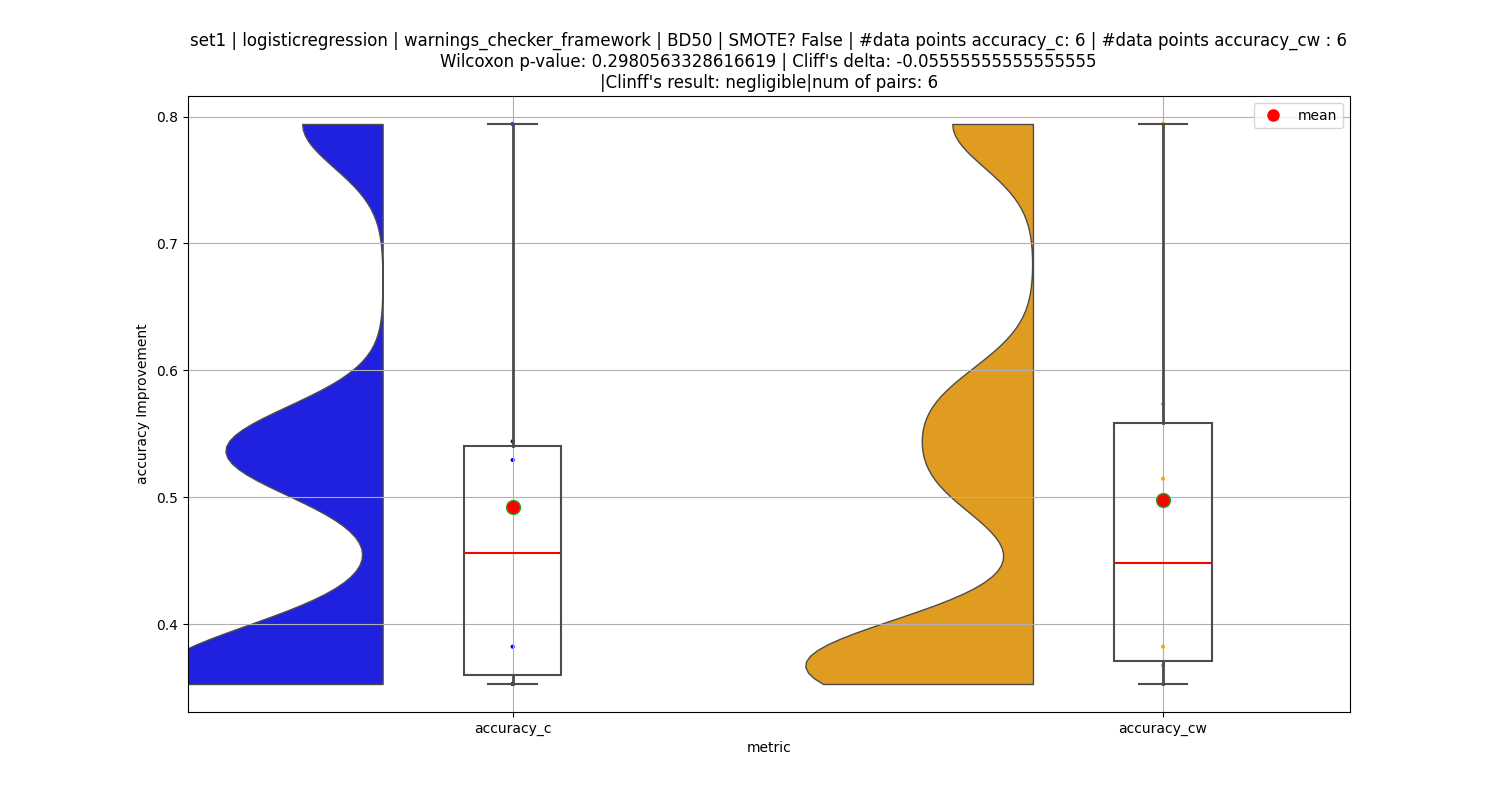 set1 | logisticregression | warnings_checker_framework | BD50 | SMOTE? False | #data points accuracy_c: 6 | #data points accuracy_cw : 6
Wilcoxon p-value: 0.2980563328616619 | Cliff's delta: -0.05555555555555555
|Clinff's result: negligible|num of pairs: 6
mean
0.8
0.7
0.6
0.5
0.4
accuracy Improvement
accuracy_c
accuracy_cw
metric